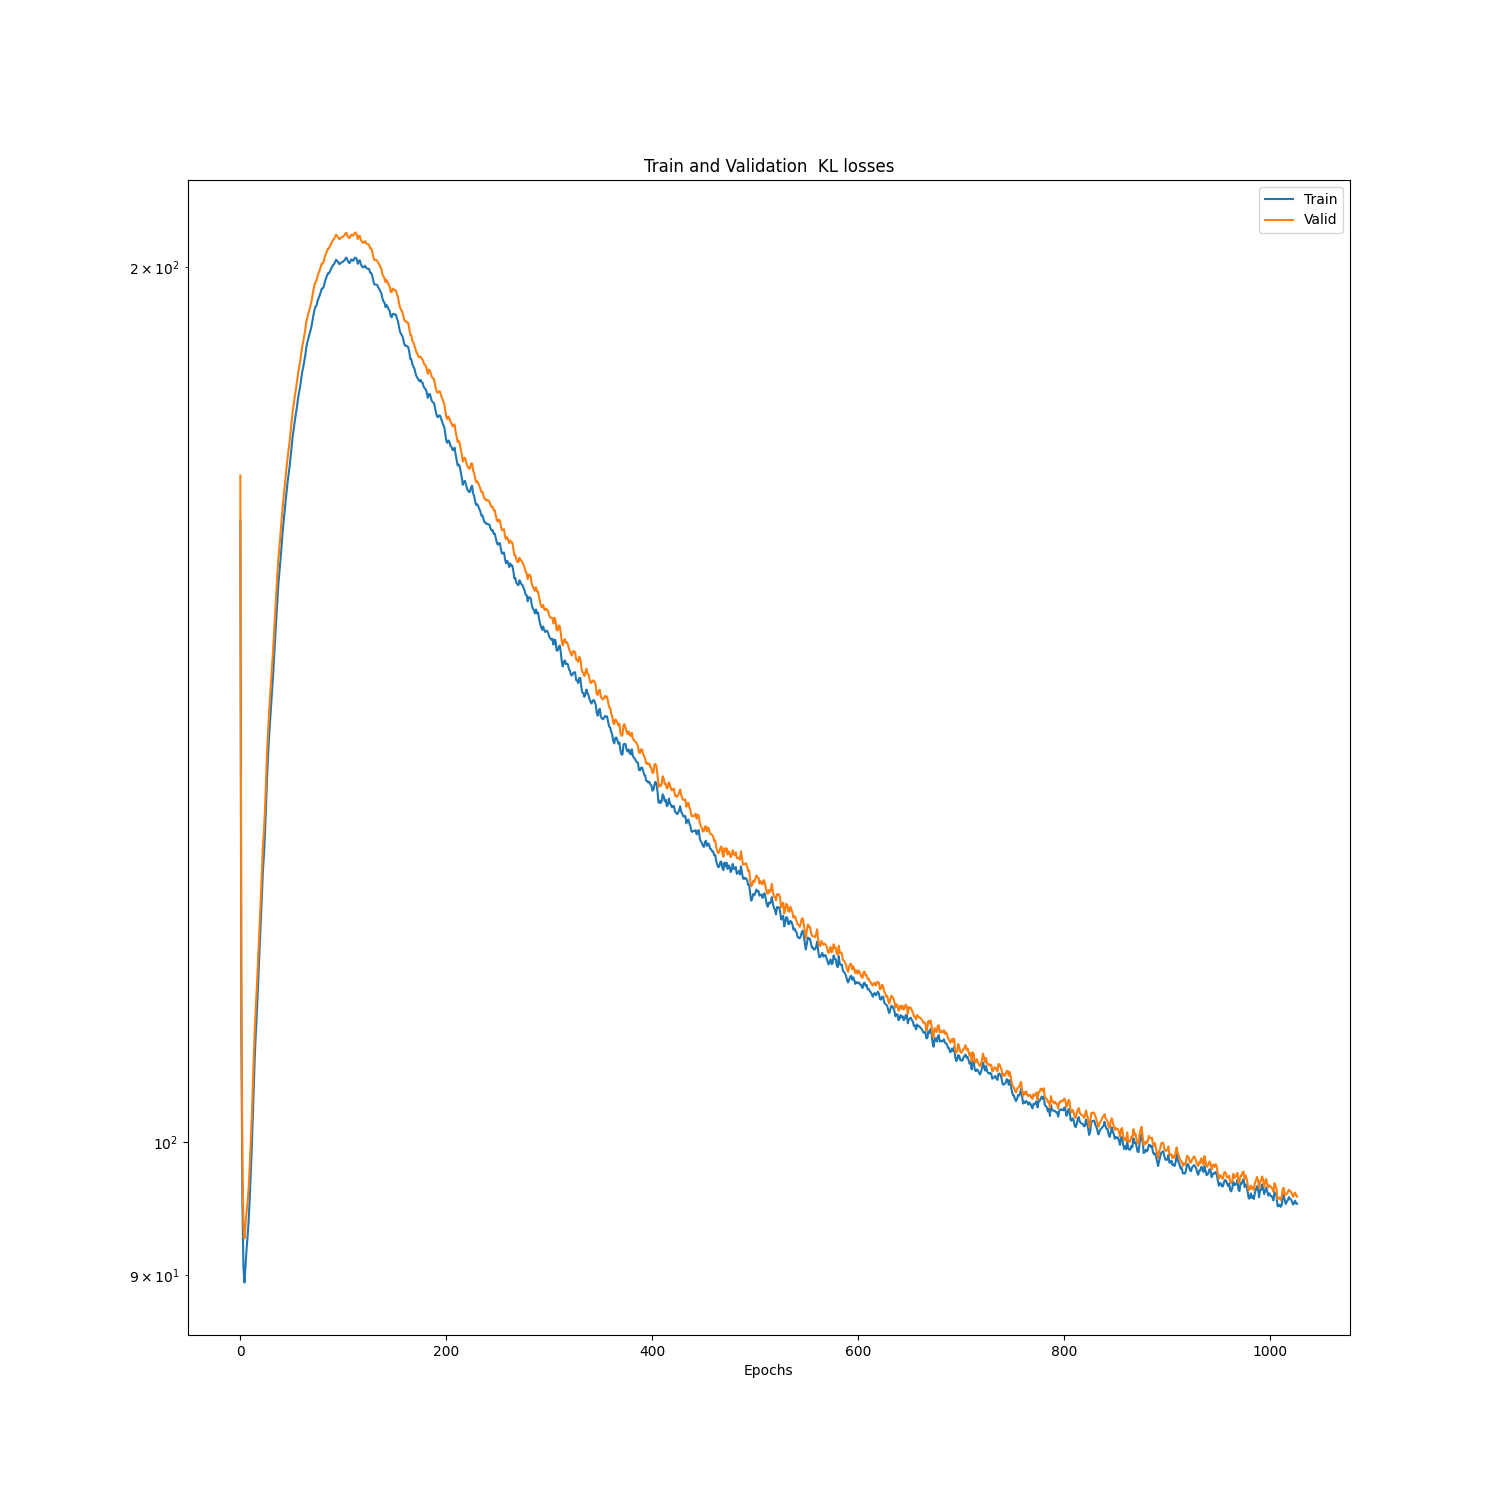 Train and Validation  KL losses
Train
Valid
2 × 10²
10²
9 × 10¹
0 200 400 600 800 1000
Epochs